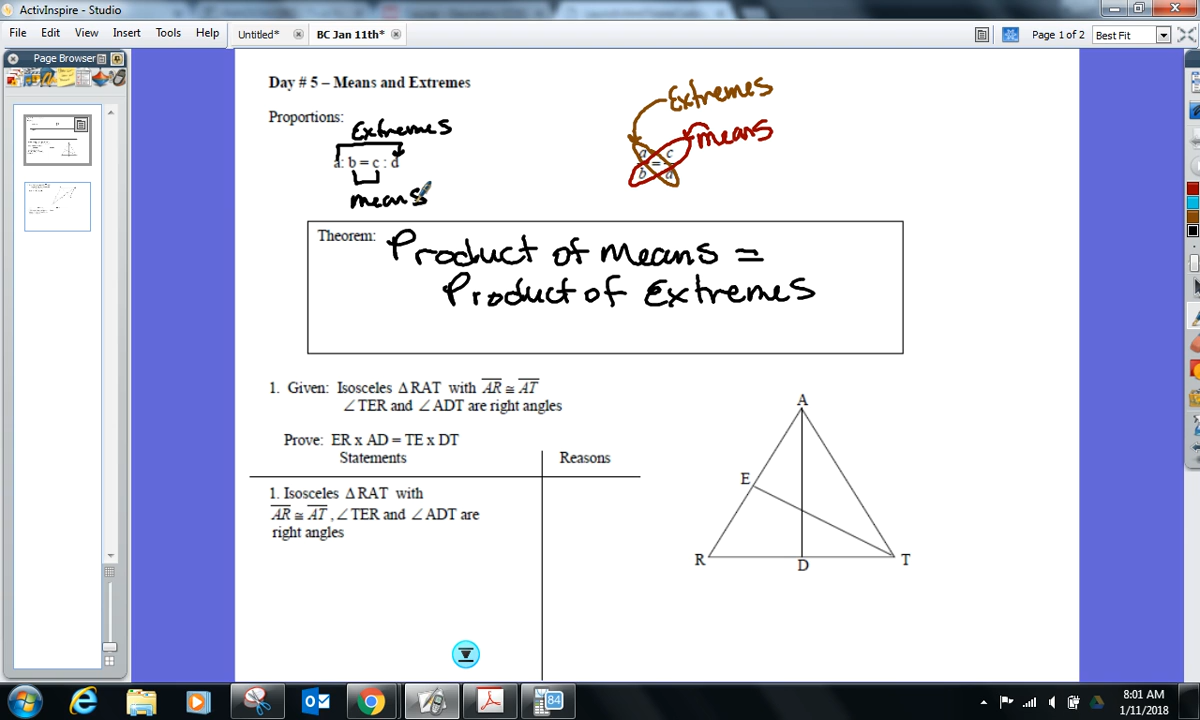 ActivInspire - Studio
File Edit View Insert Tools Help
Untitled* BC Jan 11th*
Page 1 of 2 Best Fit
Page Browser
Day # 5 – Means and Extremes
Proportions:
Extremes
a: b = c : d
means
Extremes
means
a c
=
b d
Theorem: Product of Means =
Product of Extremes
1. Given: Isosceles Δ RAT with AR ≅ AT
∠TER and ∠ADT are right angles
Prove: ER x AD = TE x DT
Statements Reasons
1. Isosceles Δ RAT with
AR ≅ AT , ∠TER and ∠ADT are
right angles
A
E
R D T
84
8:01 AM
1/11/2018